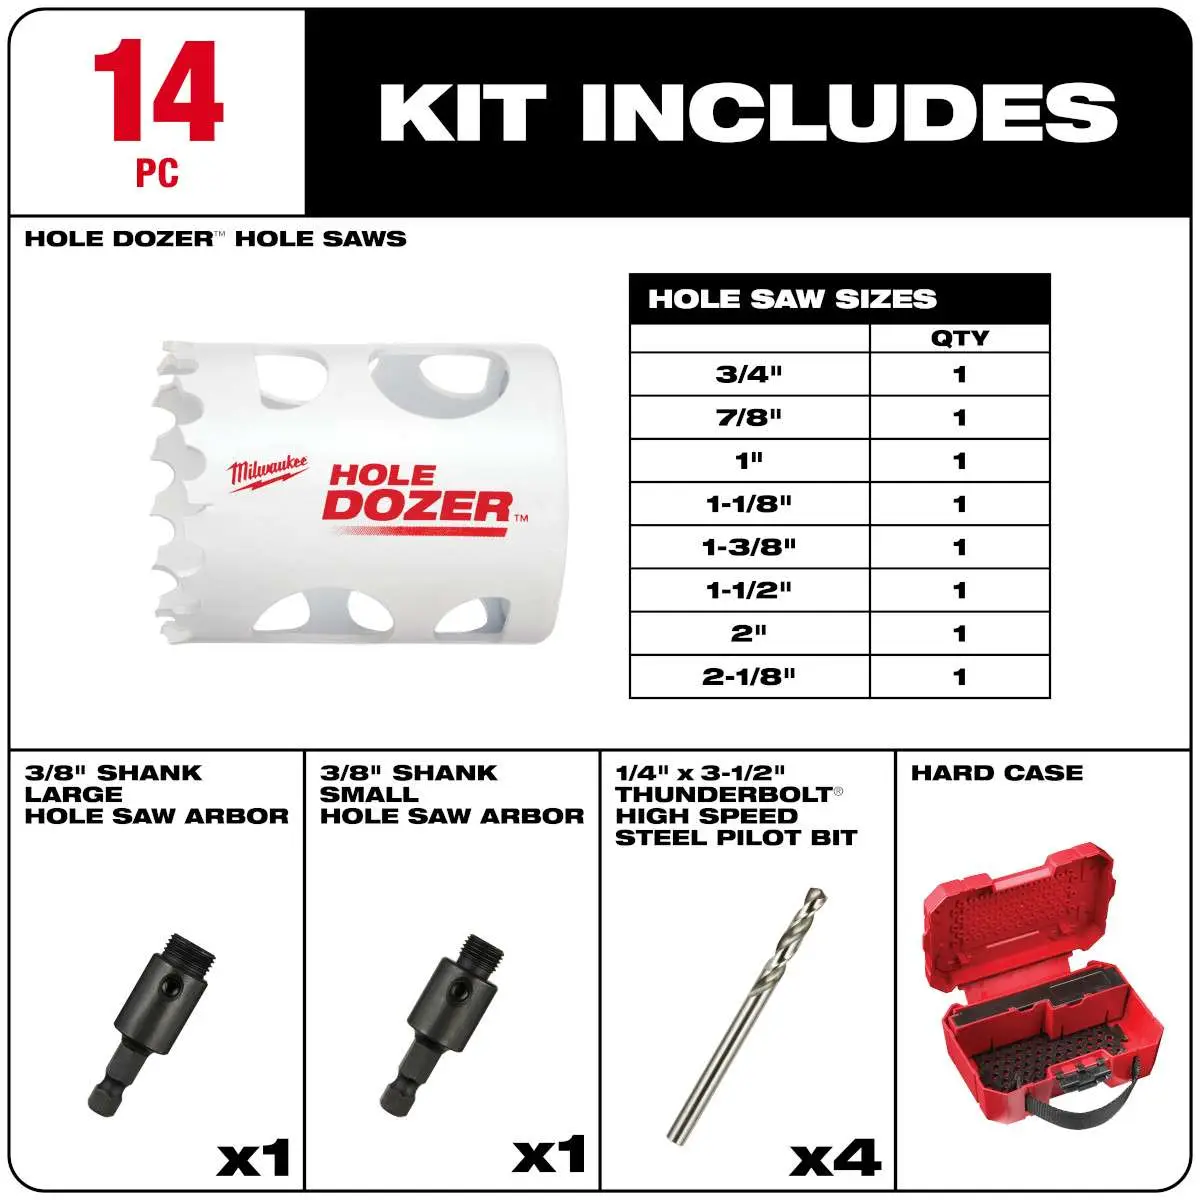 14
PC
KIT INCLUDES
HOLE DOZER™ HOLE SAWS
Milwaukee
HOLE
DOZER™
HOLE SAW SIZES
QTY
3/4" 1
7/8" 1
1" 1
1-1/8" 1
1-3/8" 1
1-1/2" 1
2" 1
2-1/8" 1
3/8" SHANK
LARGE
HOLE SAW ARBOR
x1
3/8" SHANK
SMALL
HOLE SAW ARBOR
x1
1/4" x 3-1/2"
THUNDERBOLT®
HIGH SPEED
STEEL PILOT BIT
x4
HARD CASE